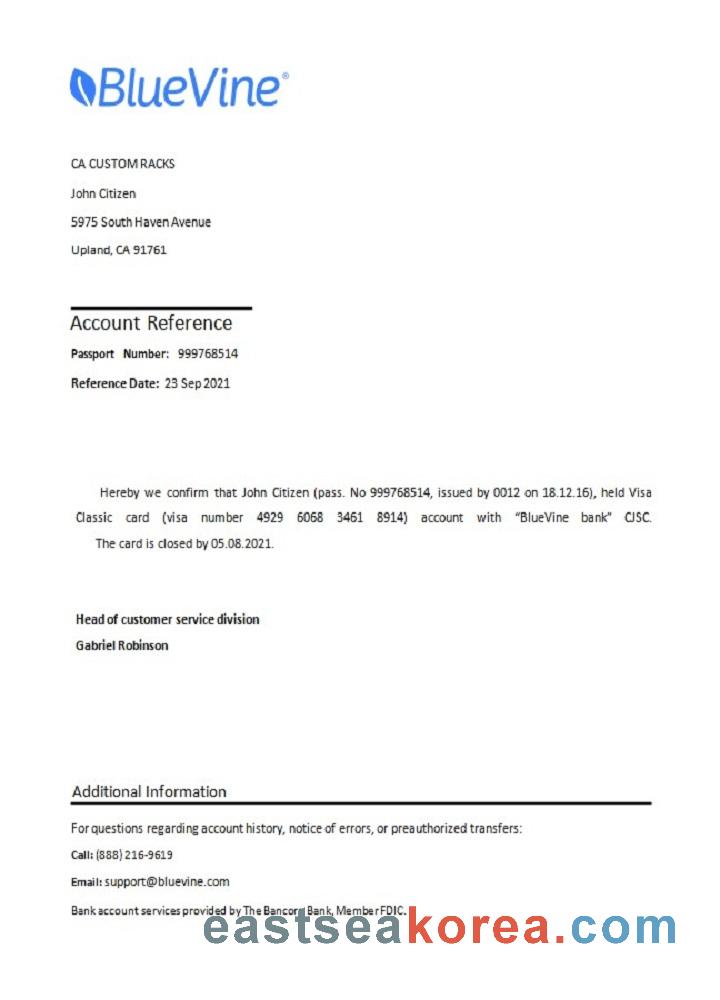 BlueVine®
CA CUSTOM RACKS
John Citizen
5975 South Haven Avenue
Upland, CA 91761
Account Reference
Passport Number: 999768514
Reference Date: 23 Sep 2021
Hereby we confirm that John Citizen (pass. No 999768514, issued by 0012 on 18.12.16), held Visa
Classic card (visa number 4929 6068 3461 8914) account with "BlueVine bank" CJSC.
The card is closed by 05.08.2021.
Head of customer service division
Gabriel Robinson
Additional Information
For questions regarding account history, notice of errors, or preauthorized transfers:
Call: (888) 216-9619
Email: support@bluevine.com
Bank account services provided by The Bancorp Bank, Member FDIC.
eastseakorea.com